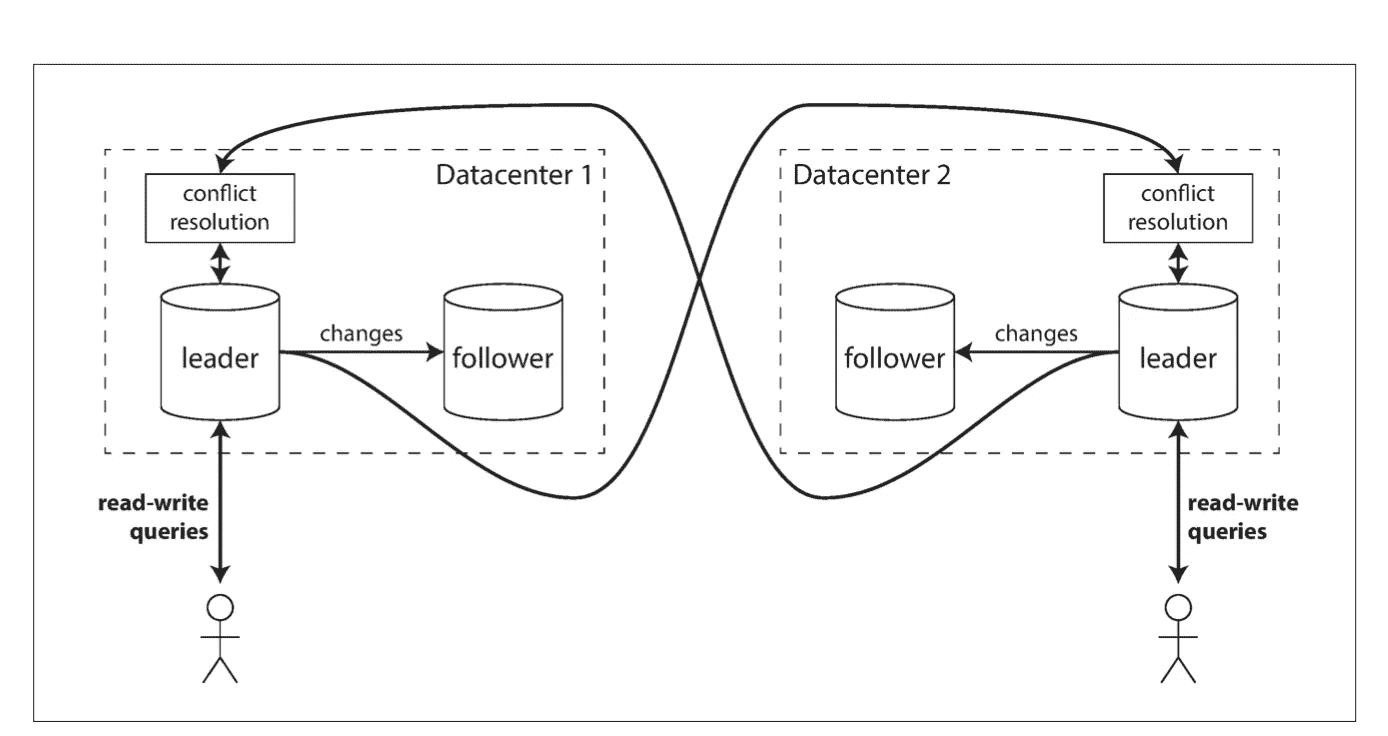 Datacenter 1
conflict
resolution
leader
changes
follower
read-write
queries
Datacenter 2
conflict
resolution
follower
changes
leader
read-write
queries